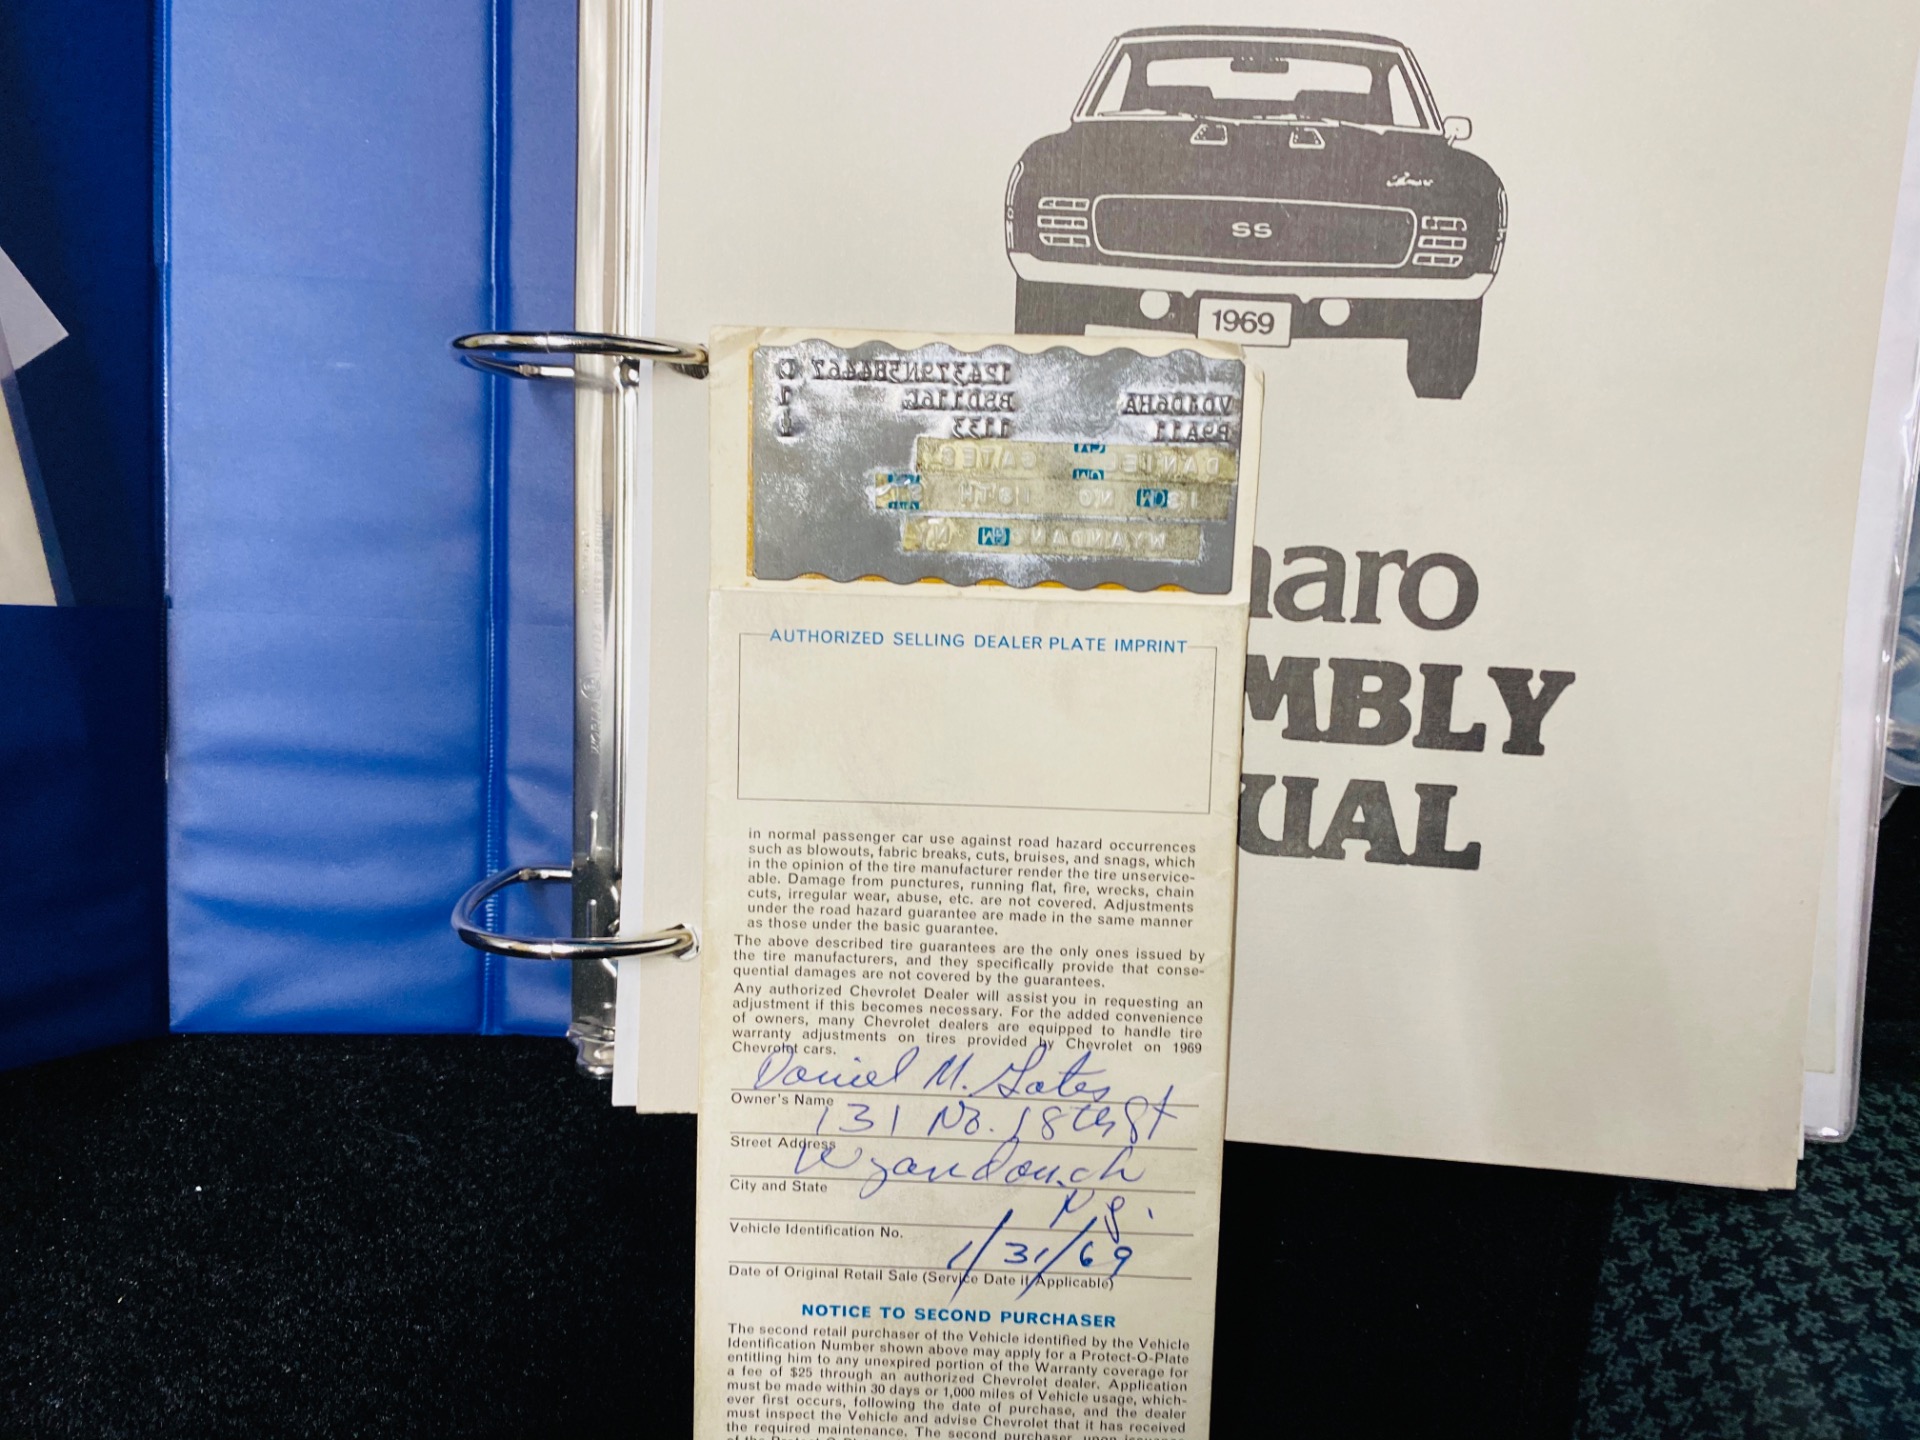 SS
1969
124379N584467
VD1D6HA B8D116L
R9A11 1133
DANIEL GATES
GM
WYANDANC GM NY
aro
MBLY
UAL
AUTHORIZED SELLING DEALER PLATE IMPRINT
in normal passenger car use against road hazard occurrences
such as blowouts, fabric breaks, cuts, bruises, and snags, which
in the opinion of the tire manufacturer render the tire unservice-
able. Damage from punctures, running flat, fire, wrecks, chain
cuts, irregular wear, abuse, etc. are not covered. Adjustments
under the road hazard guarantee are made in the same manner
as those under the basic guarantee.
The above described tire guarantees are the only ones issued by
the tire manufacturers, and they specifically provide that conse-
quential damages are not covered by the guarantees.
Any authorized Chevrolet Dealer will assist you in requesting an
adjustment if this becomes necessary. For the added convenience
of owners, many Chevrolet dealers are equipped to handle tire
warranty adjustments on tires provided by Chevrolet on 1969
Chevrolet cars.
Daniel M. Gates
Owner's Name
131 No. 18th St
Street Address
Wyandanch
City and State
N.Y.
Vehicle Identification No.
1/31/69
Date of Original Retail Sale (Service Date if Applicable)
NOTICE TO SECOND PURCHASER
The second retail purchaser of the Vehicle identified by the Vehicle
Identification Number shown above may apply for a Protect-O-Plate
entitling him to any unexpired portion of the Warranty coverage for
a fee of $25 through an authorized Chevrolet dealer. Application
must be made within 30 days or 1,000 miles of Vehicle usage, which-
ever first occurs, following the date of purchase, and the dealer
must inspect the Vehicle and advise Chevrolet that it has received
the required maintenance. The second purchaser, upon